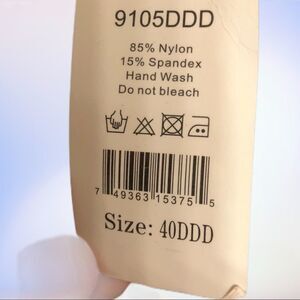 9105DDD
85% Nylon
15% Spandex
Hand Wash
Do not bleach
7 49363 15375 5
Size: 40DDD